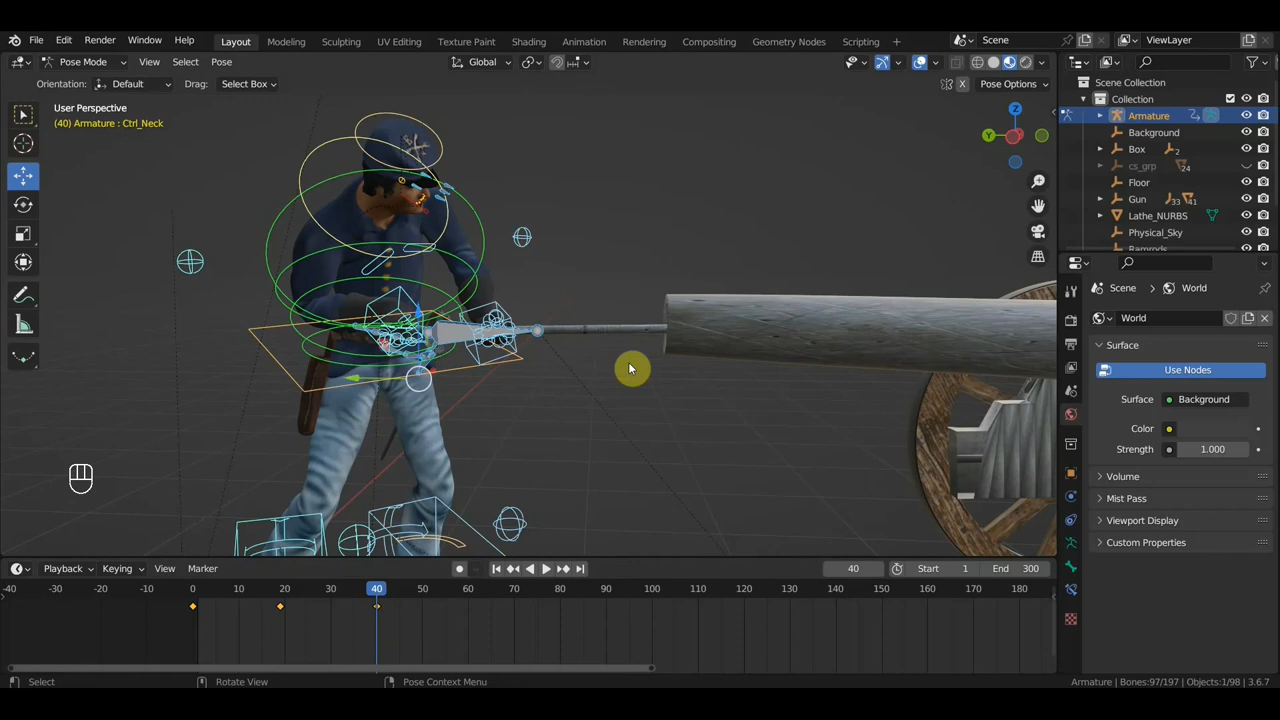 File Edit Render Window Help Layout Modeling Sculpting UV Editing Texture Paint Shading Animation Rendering Compositing Geometry Nodes Scripting + Scene ViewLayer
Pose Mode View Select Pose Global
Orientation: Default Drag: Select Box X Pose Options
User Perspective
(40) Armature : Ctrl_Neck
Z
Y
Scene Collection
Collection
Armature
Background
Box 2
cs_grp 24
Floor
Gun 33 41
Lathe_NURBS
Physical_Sky
Ramrods
Scene > World
World
Surface
Use Nodes
Surface Background
Color
Strength 1.000
Volume
Mist Pass
Viewport Display
Custom Properties
Playback Keying View Marker 40 Start 1 End 300
-40 -30 -20 -10 0 10 20 30 40 50 60 70 80 90 100 110 120 130 140 150 160 170 180
Select Rotate View Pose Context Menu Armature | Bones:97/197 | Objects:1/98 | 3.6.7